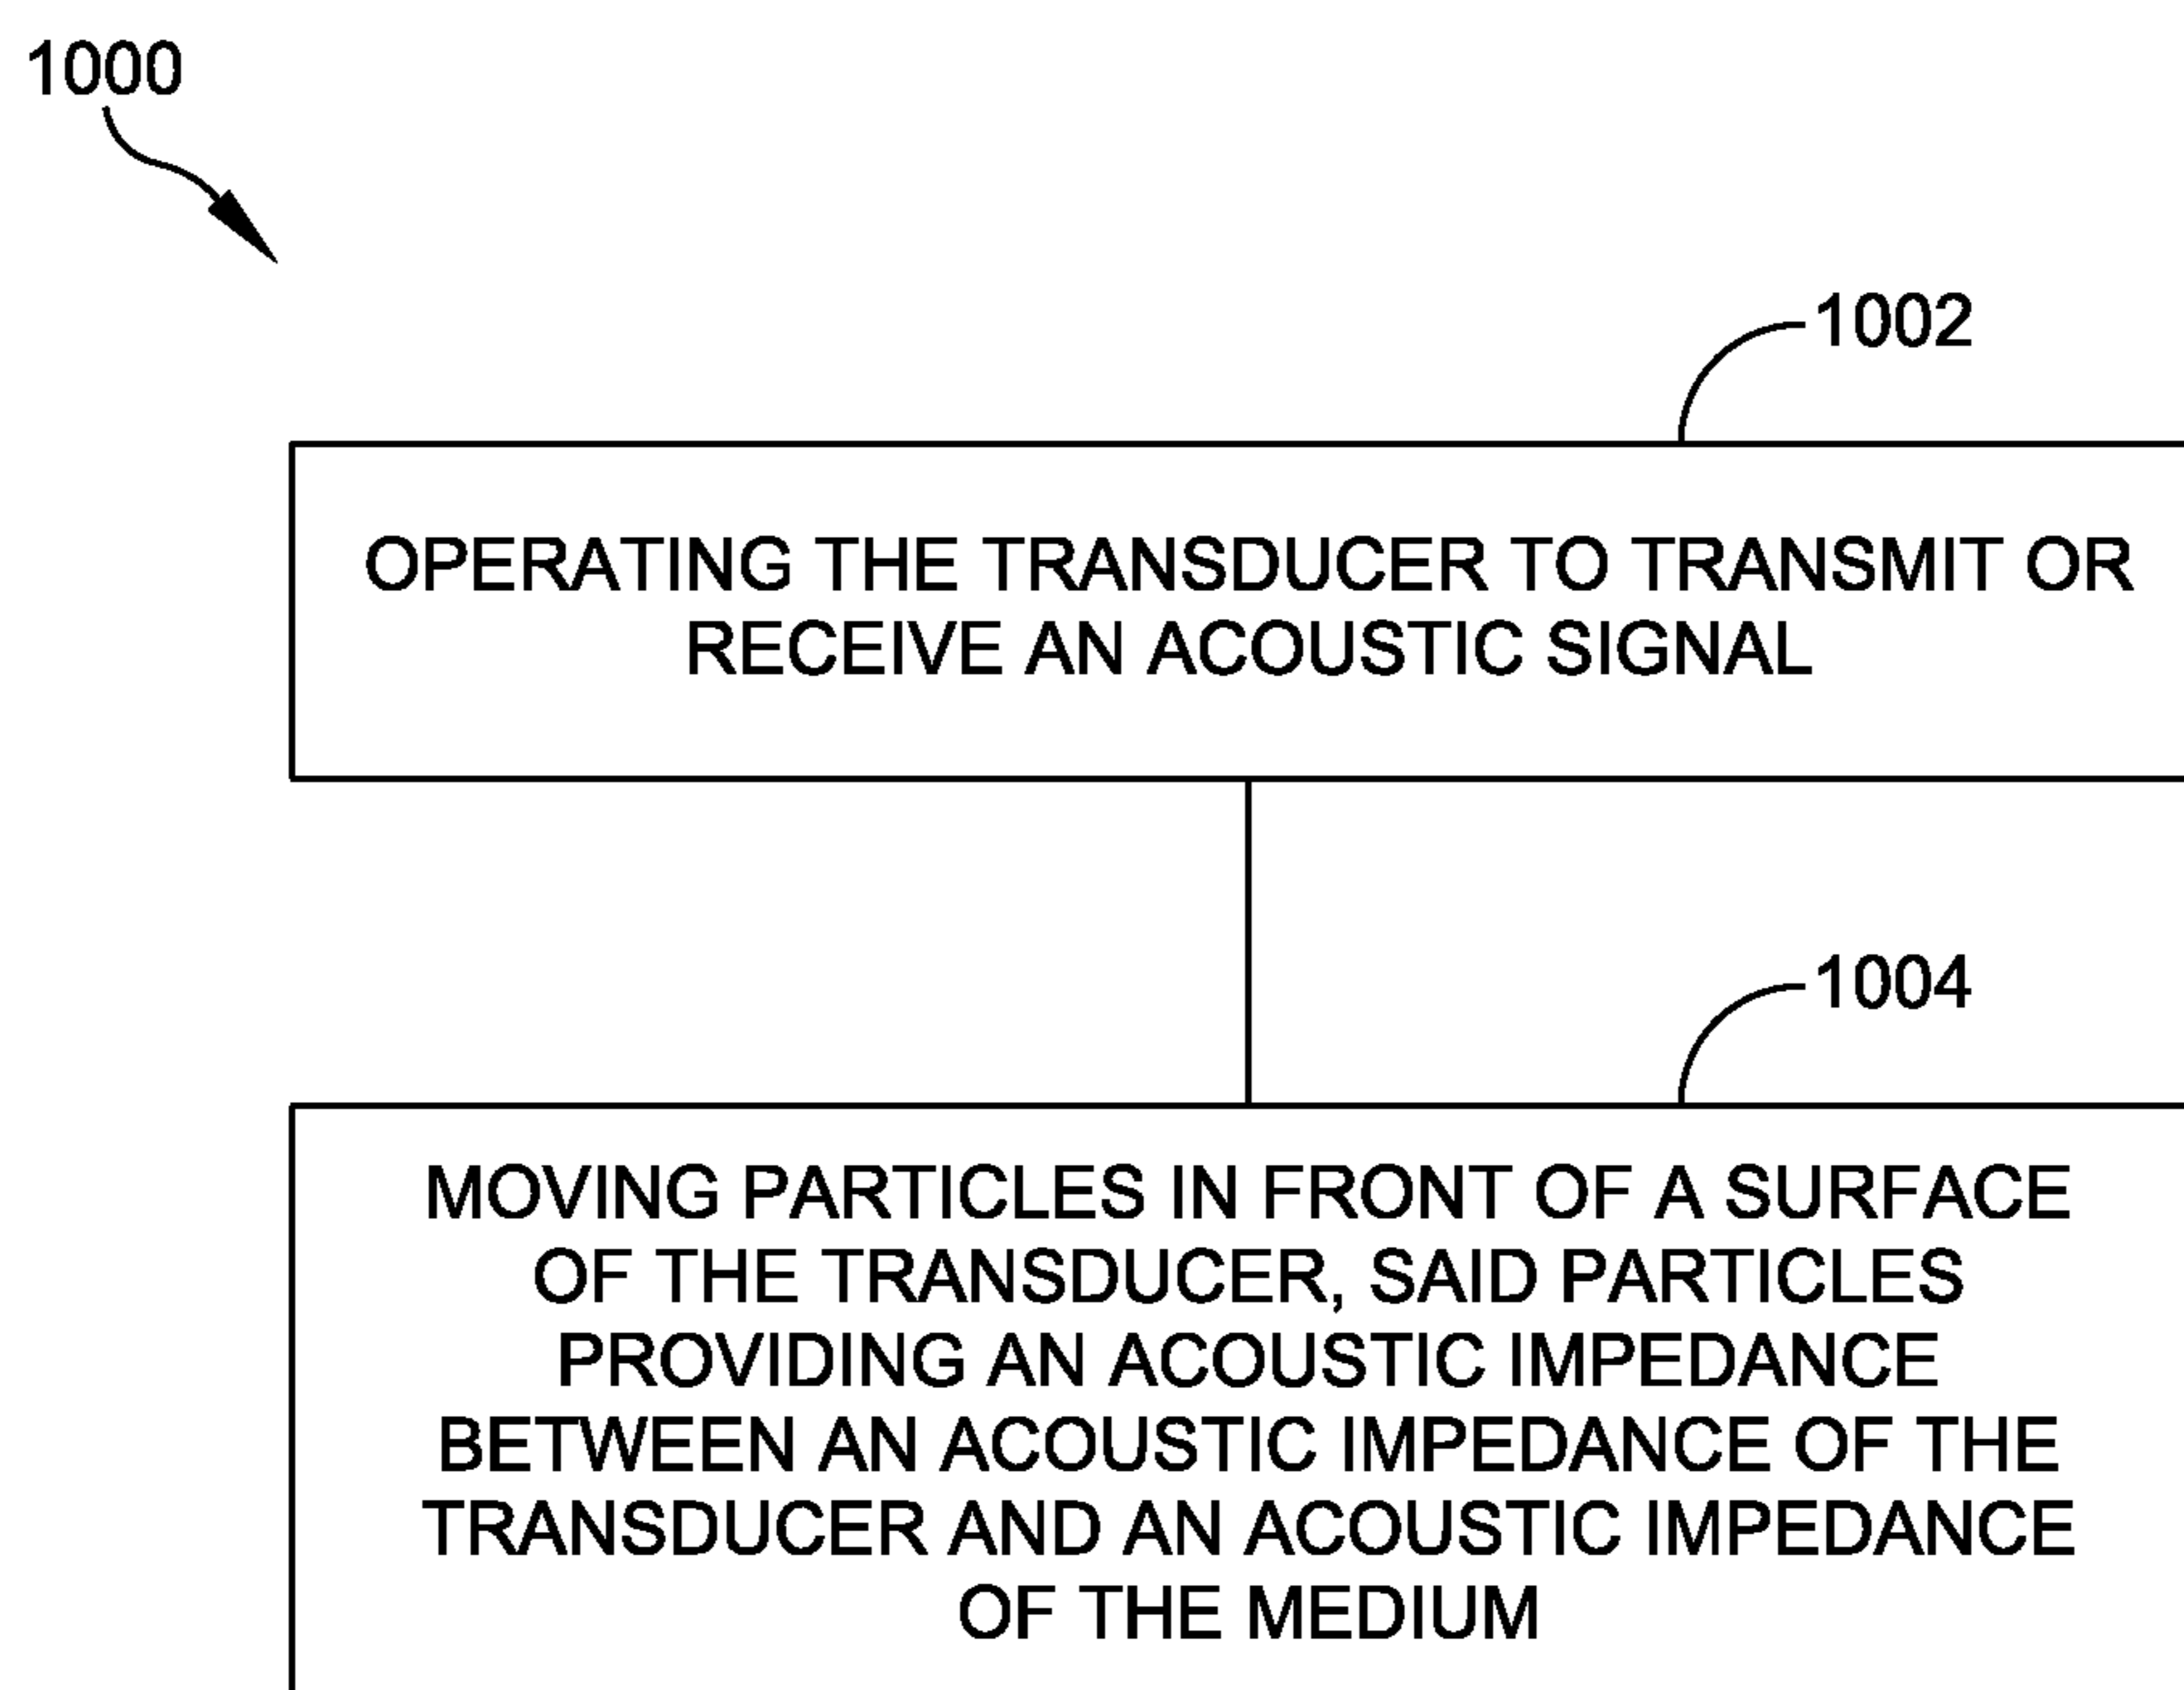 1000
1002
OPERATING THE TRANSDUCER TO TRANSMIT OR
RECEIVE AN ACOUSTIC SIGNAL
1004
MOVING PARTICLES IN FRONT OF A SURFACE
OF THE TRANSDUCER, SAID PARTICLES
PROVIDING AN ACOUSTIC IMPEDANCE
BETWEEN AN ACOUSTIC IMPEDANCE OF THE
TRANSDUCER AND AN ACOUSTIC IMPEDANCE
OF THE MEDIUM